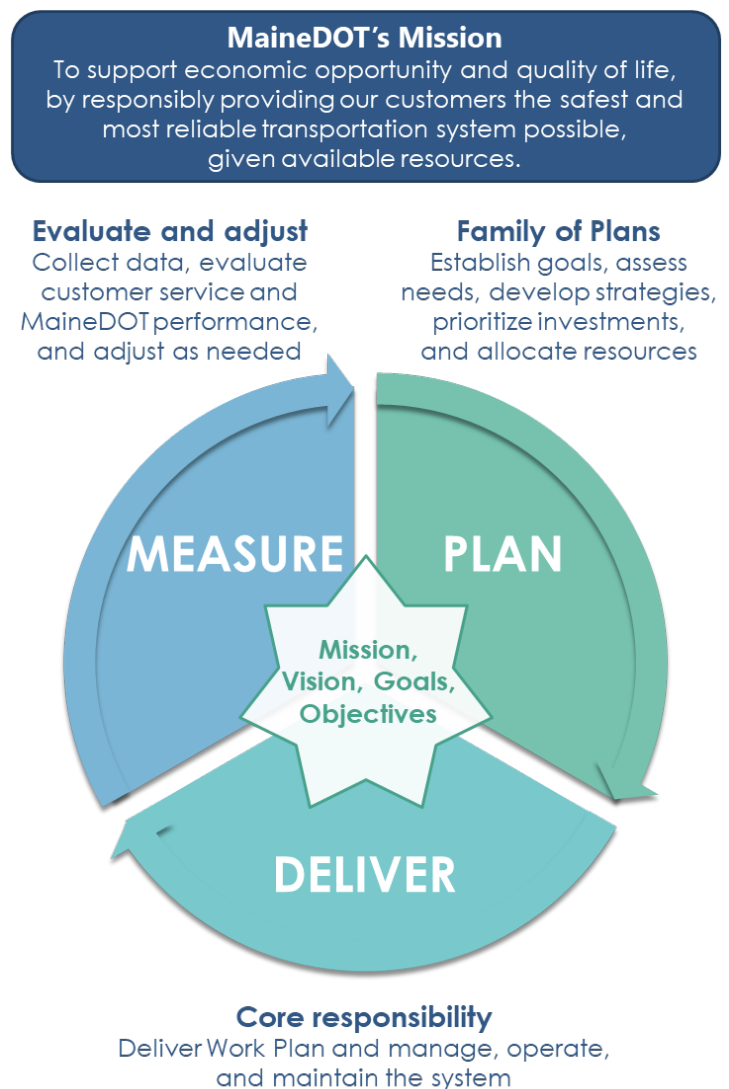 MaineDOT’s Mission
To support economic opportunity and quality of life,
by responsibly providing our customers the safest and
most reliable transportation system possible,
given available resources.
Evaluate and adjust
Collect data, evaluate
customer service and
MaineDOT performance,
and adjust as needed
Family of Plans
Establish goals, assess
needs, develop strategies,
prioritize investments,
and allocate resources
MEASURE
PLAN
Mission,
Vision, Goals,
Objectives
DELIVER
Core responsibility
Deliver Work Plan and manage, operate,
and maintain the system